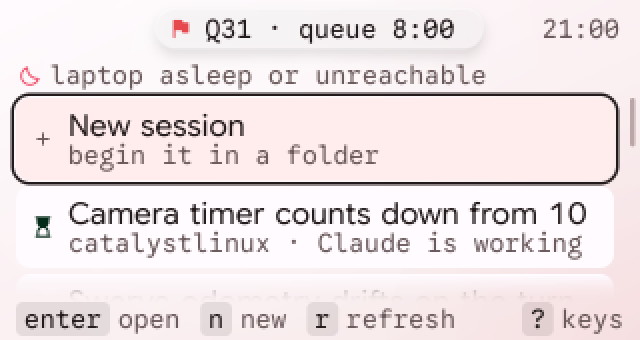 Q31 · queue 8:00
21:00
laptop asleep or unreachable
+ New session
begin it in a folder
Camera timer counts down from 10
catalystlinux · Claude is working
enter open n new r refresh ? keys